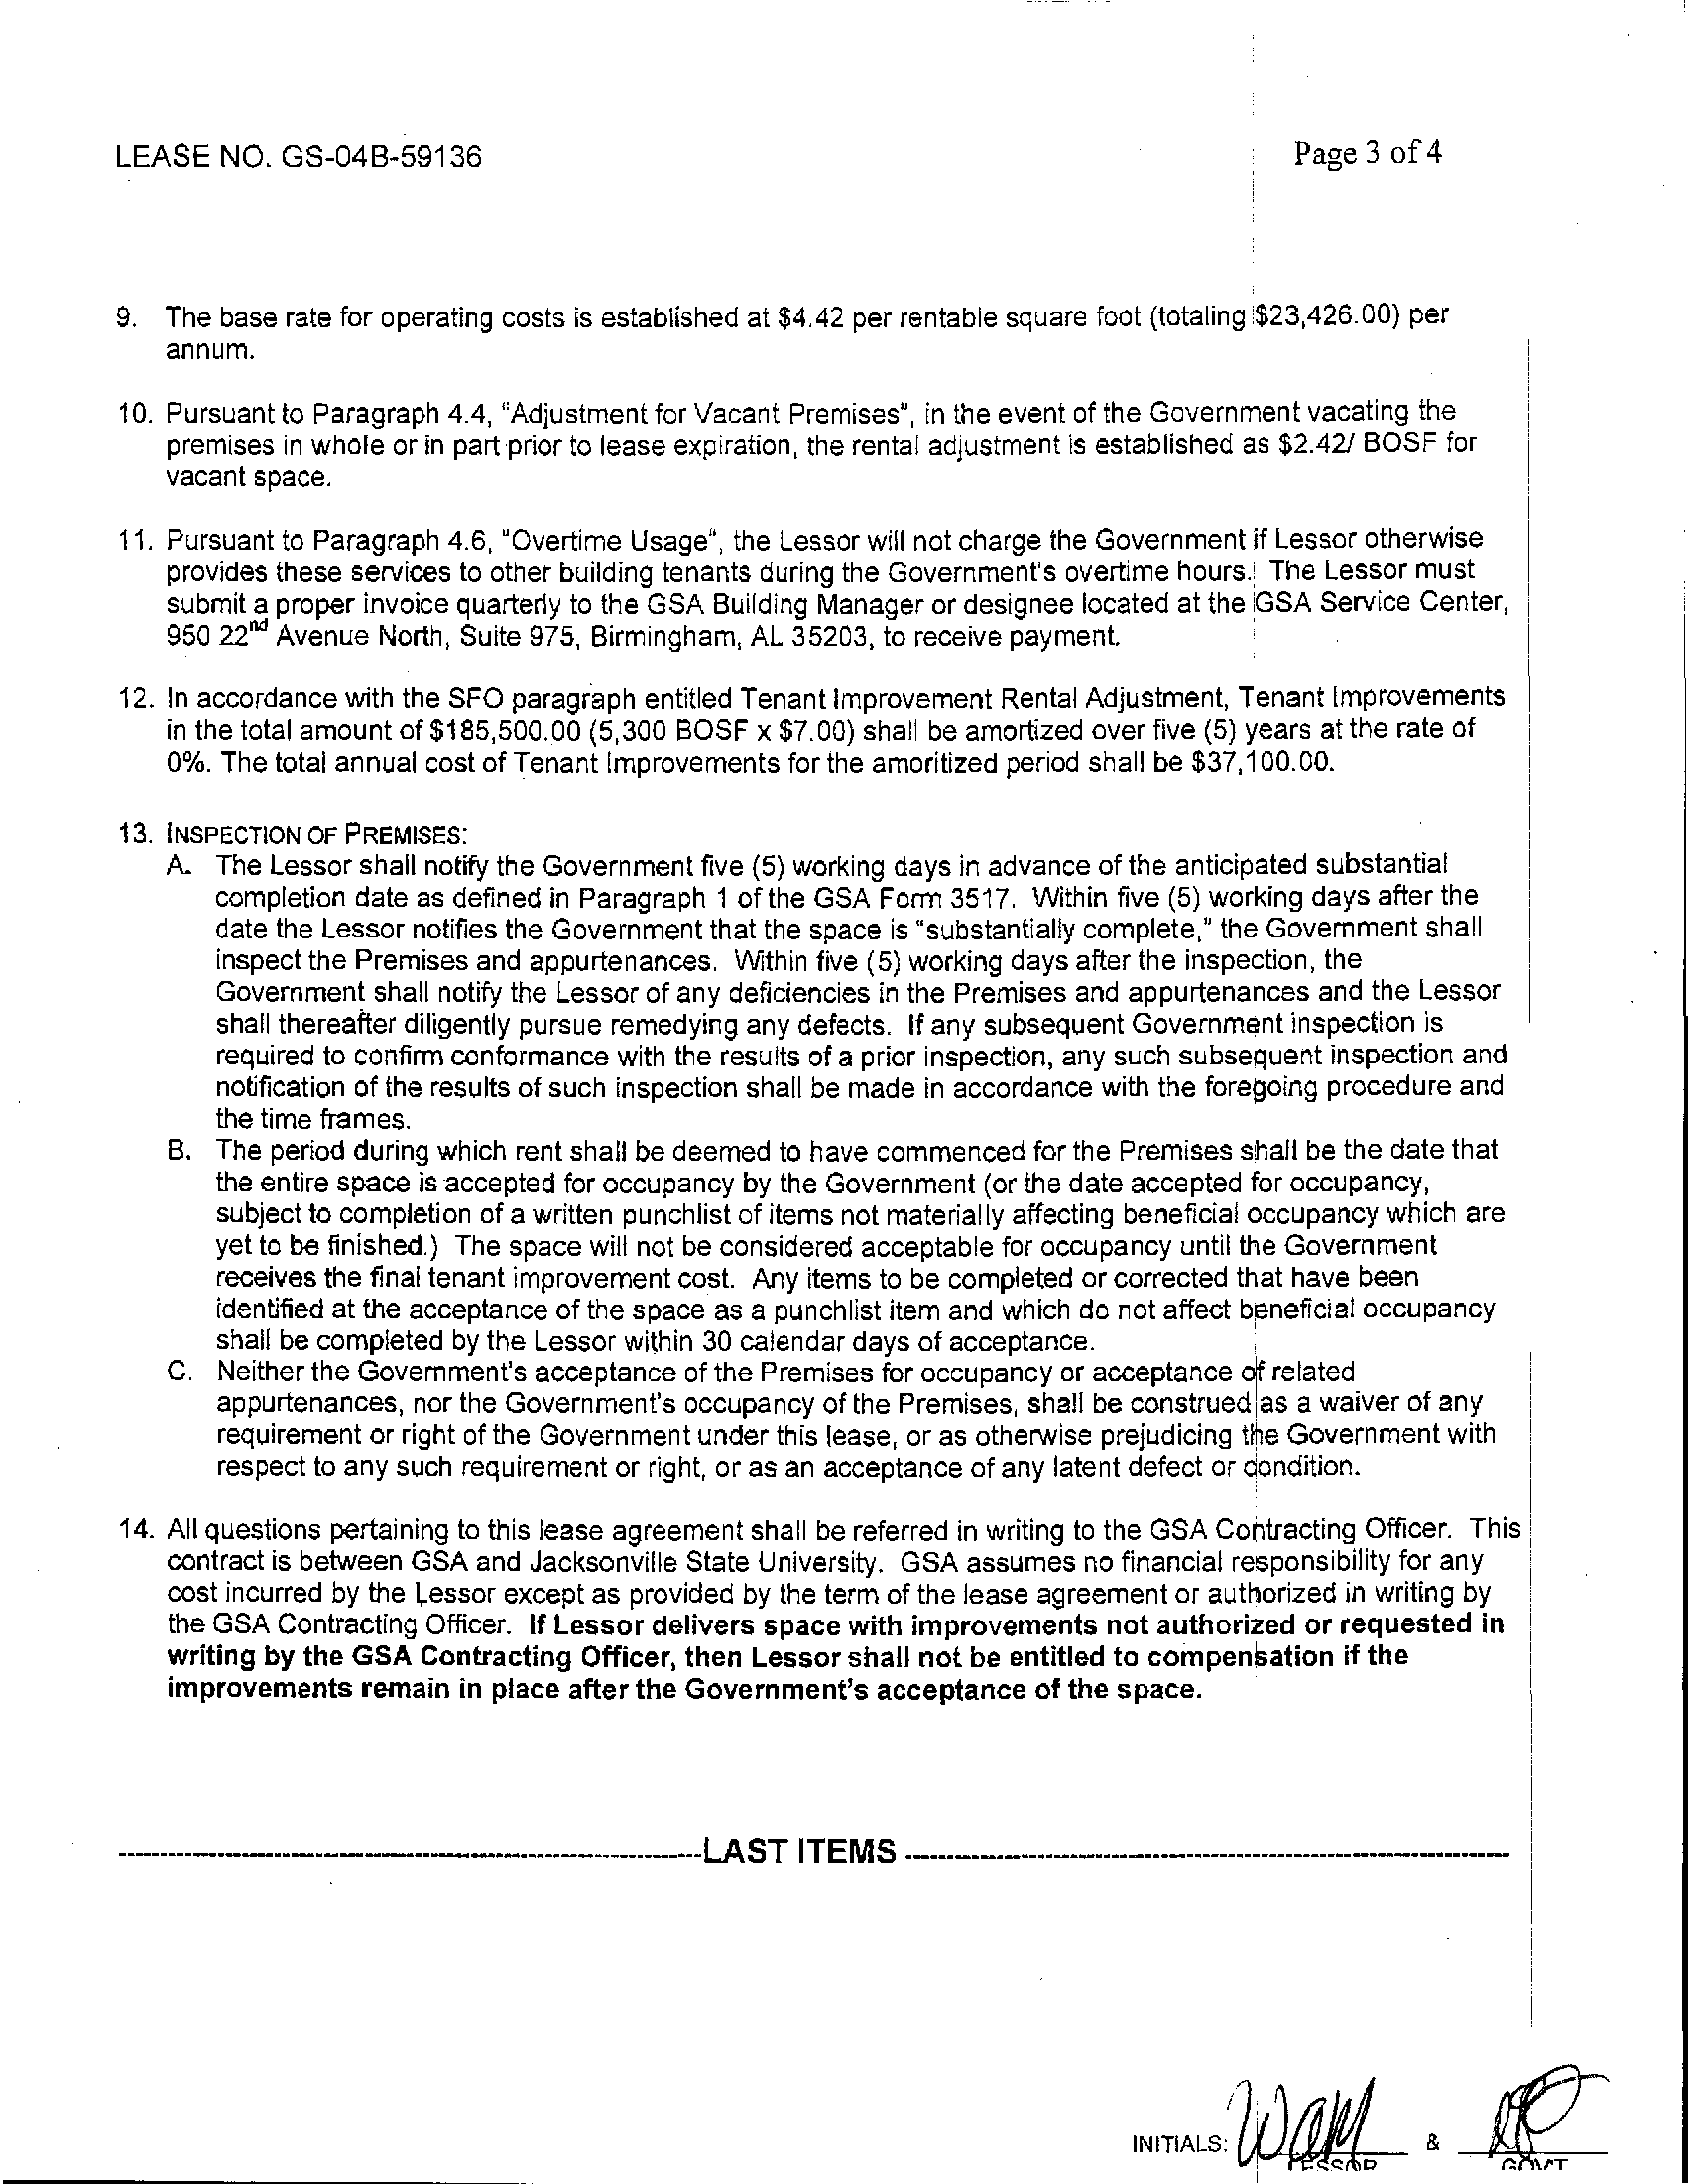 LEASE NO. GS-04B-59136
Page 3 of 4
9. The base rate for operating costs is established at $4.42 per rentable square foot (totaling $23,426.00) per
annum.
10. Pursuant to Paragraph 4.4, "Adjustment for Vacant Premises", in the event of the Government vacating the
premises in whole or in part prior to lease expiration, the rental adjustment is established as $2.42/ BOSF for
vacant space.
11. Pursuant to Paragraph 4.6, "Overtime Usage", the Lessor will not charge the Government if Lessor otherwise
provides these services to other building tenants during the Government's overtime hours. The Lessor must
submit a proper invoice quarterly to the GSA Building Manager or designee located at the GSA Service Center,
950 22nd Avenue North, Suite 975, Birmingham, AL 35203, to receive payment.
12. In accordance with the SFO paragraph entitled Tenant Improvement Rental Adjustment, Tenant Improvements
in the total amount of $185,500.00 (5,300 BOSF x $7.00) shall be amortized over five (5) years at the rate of
0%. The total annual cost of Tenant Improvements for the amoritized period shall be $37,100.00.
13. INSPECTION OF PREMISES:
A. The Lessor shall notify the Government five (5) working days in advance of the anticipated substantial
completion date as defined in Paragraph 1 of the GSA Form 3517. Within five (5) working days after the
date the Lessor notifies the Government that the space is "substantially complete," the Government shall
inspect the Premises and appurtenances. Within five (5) working days after the inspection, the
Government shall notify the Lessor of any deficiencies in the Premises and appurtenances and the Lessor
shall thereafter diligently pursue remedying any defects. If any subsequent Government inspection is
required to confirm conformance with the results of a prior inspection, any such subsequent inspection and
notification of the results of such inspection shall be made in accordance with the foregoing procedure and
the time frames.
B. The period during which rent shall be deemed to have commenced for the Premises shall be the date that
the entire space is accepted for occupancy by the Government (or the date accepted for occupancy,
subject to completion of a written punchlist of items not materially affecting beneficial occupancy which are
yet to be finished.) The space will not be considered acceptable for occupancy until the Government
receives the final tenant improvement cost. Any items to be completed or corrected that have been
identified at the acceptance of the space as a punchlist item and which do not affect beneficial occupancy
shall be completed by the Lessor within 30 calendar days of acceptance.
C. Neither the Government's acceptance of the Premises for occupancy or acceptance of related
appurtenances, nor the Government's occupancy of the Premises, shall be construed as a waiver of any
requirement or right of the Government under this lease, or as otherwise prejudicing the Government with
respect to any such requirement or right, or as an acceptance of any latent defect or condition.
14. All questions pertaining to this lease agreement shall be referred in writing to the GSA Contracting Officer. This
contract is between GSA and Jacksonville State University. GSA assumes no financial responsibility for any
cost incurred by the Lessor except as provided by the term of the lease agreement or authorized in writing by
the GSA Contracting Officer. If Lessor delivers space with improvements not authorized or requested in
writing by the GSA Contracting Officer, then Lessor shall not be entitled to compensation if the
improvements remain in place after the Government's acceptance of the space.
LAST ITEMS
INITIALS: WAM &
LESSOR GOV'T